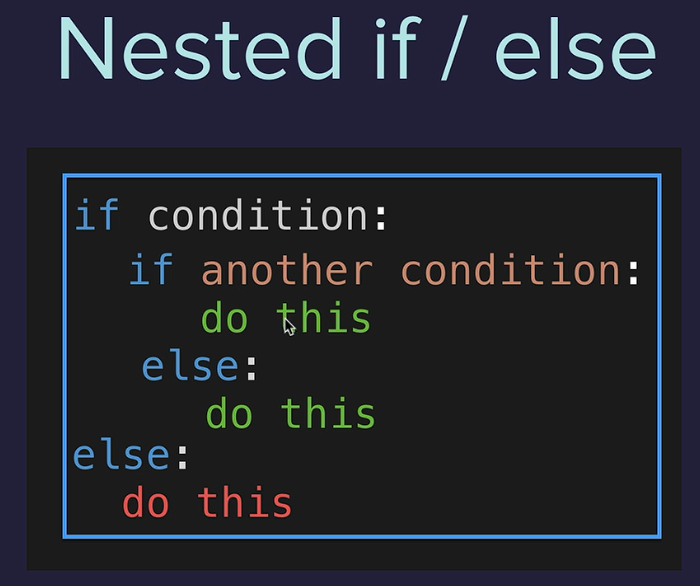 Nested if / else
if condition:
if another condition:
do this
else:
do this
else:
do this